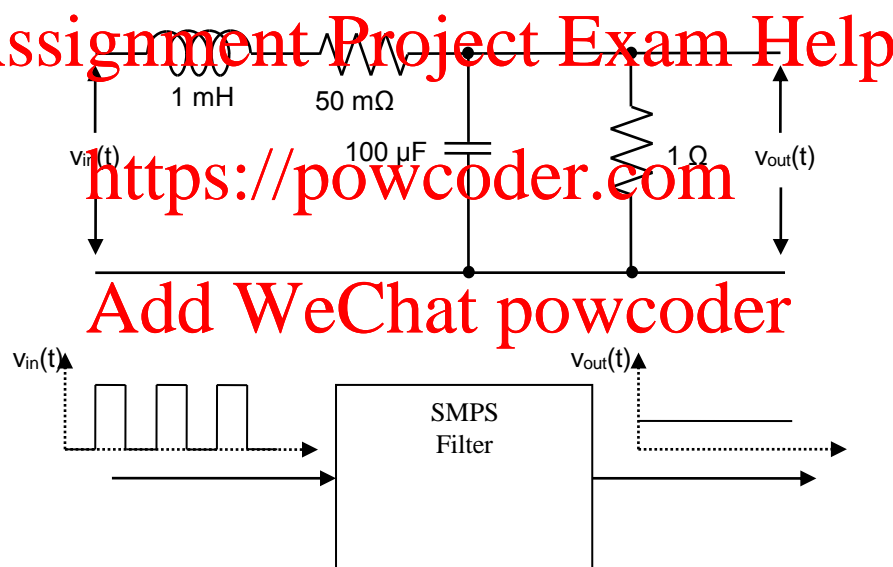 ssignment Project Exam Help
1 mH
50 mΩ
vin(t)
100 µF
1 Ω
vout(t)
https://powcoder.com
Add WeChat powcoder
vin(t)
vout(t)
SMPS
Filter